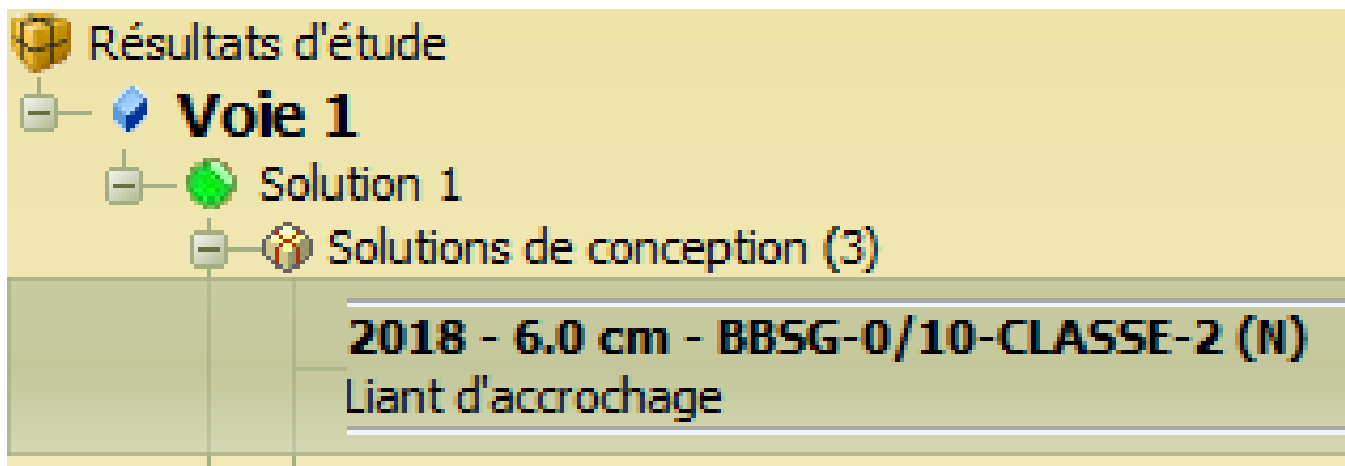 Résultats d'étude
Voie 1
Solution 1
Solutions de conception (3)
2018 - 6.0 cm - BBSG-0/10-CLASSE-2 (N)
Liant d'accrochage